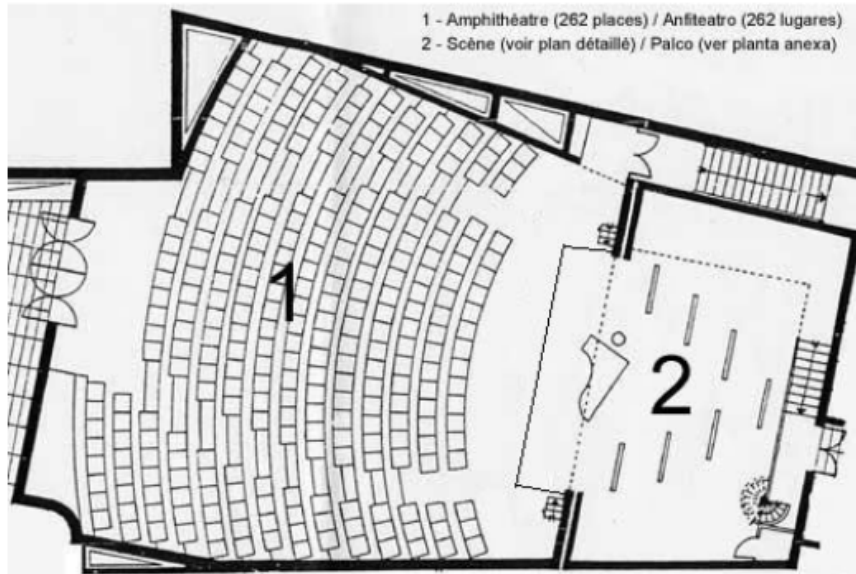 1 - Amphithéatre (262 places) / Anfiteatro (262 lugares)
2 - Scène (voir plan détaillé) / Palco (ver planta anexa)
1
2